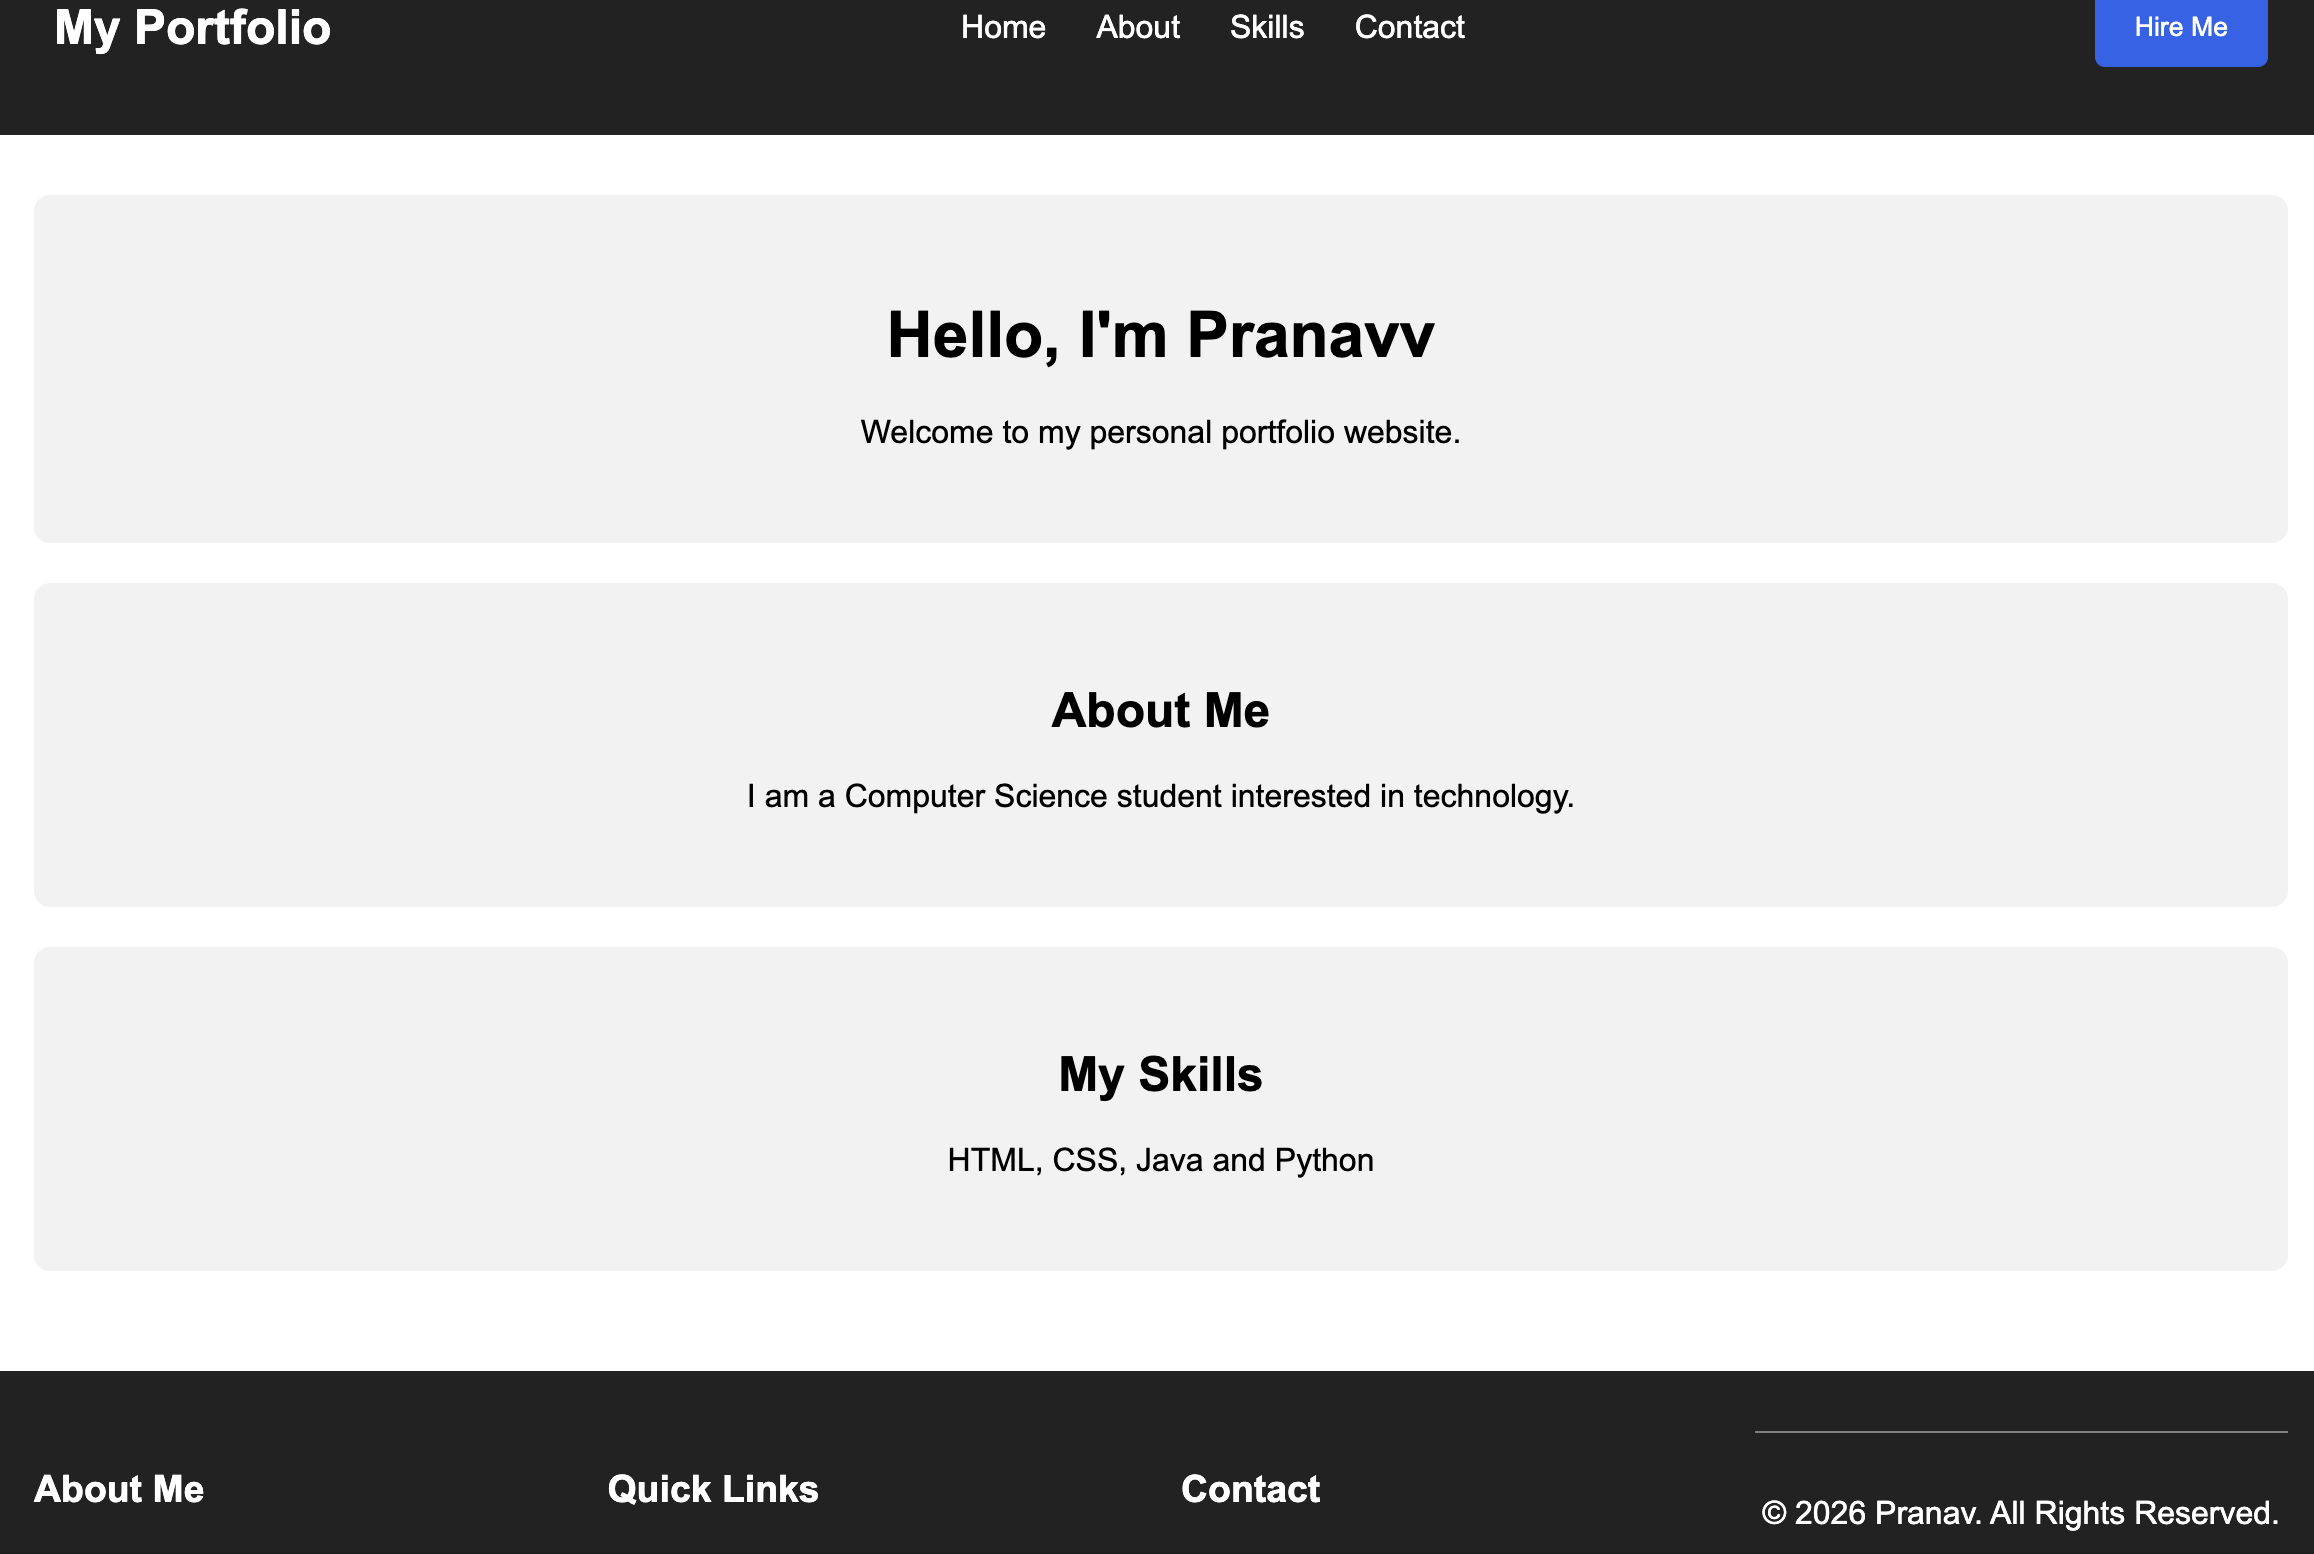 My Portfolio
Home About Skills Contact
Hire Me
Hello, I'm Pranavv
Welcome to my personal portfolio website.
About Me
I am a Computer Science student interested in technology.
My Skills
HTML, CSS, Java and Python
About Me
Quick Links
Contact
© 2026 Pranav. All Rights Reserved.